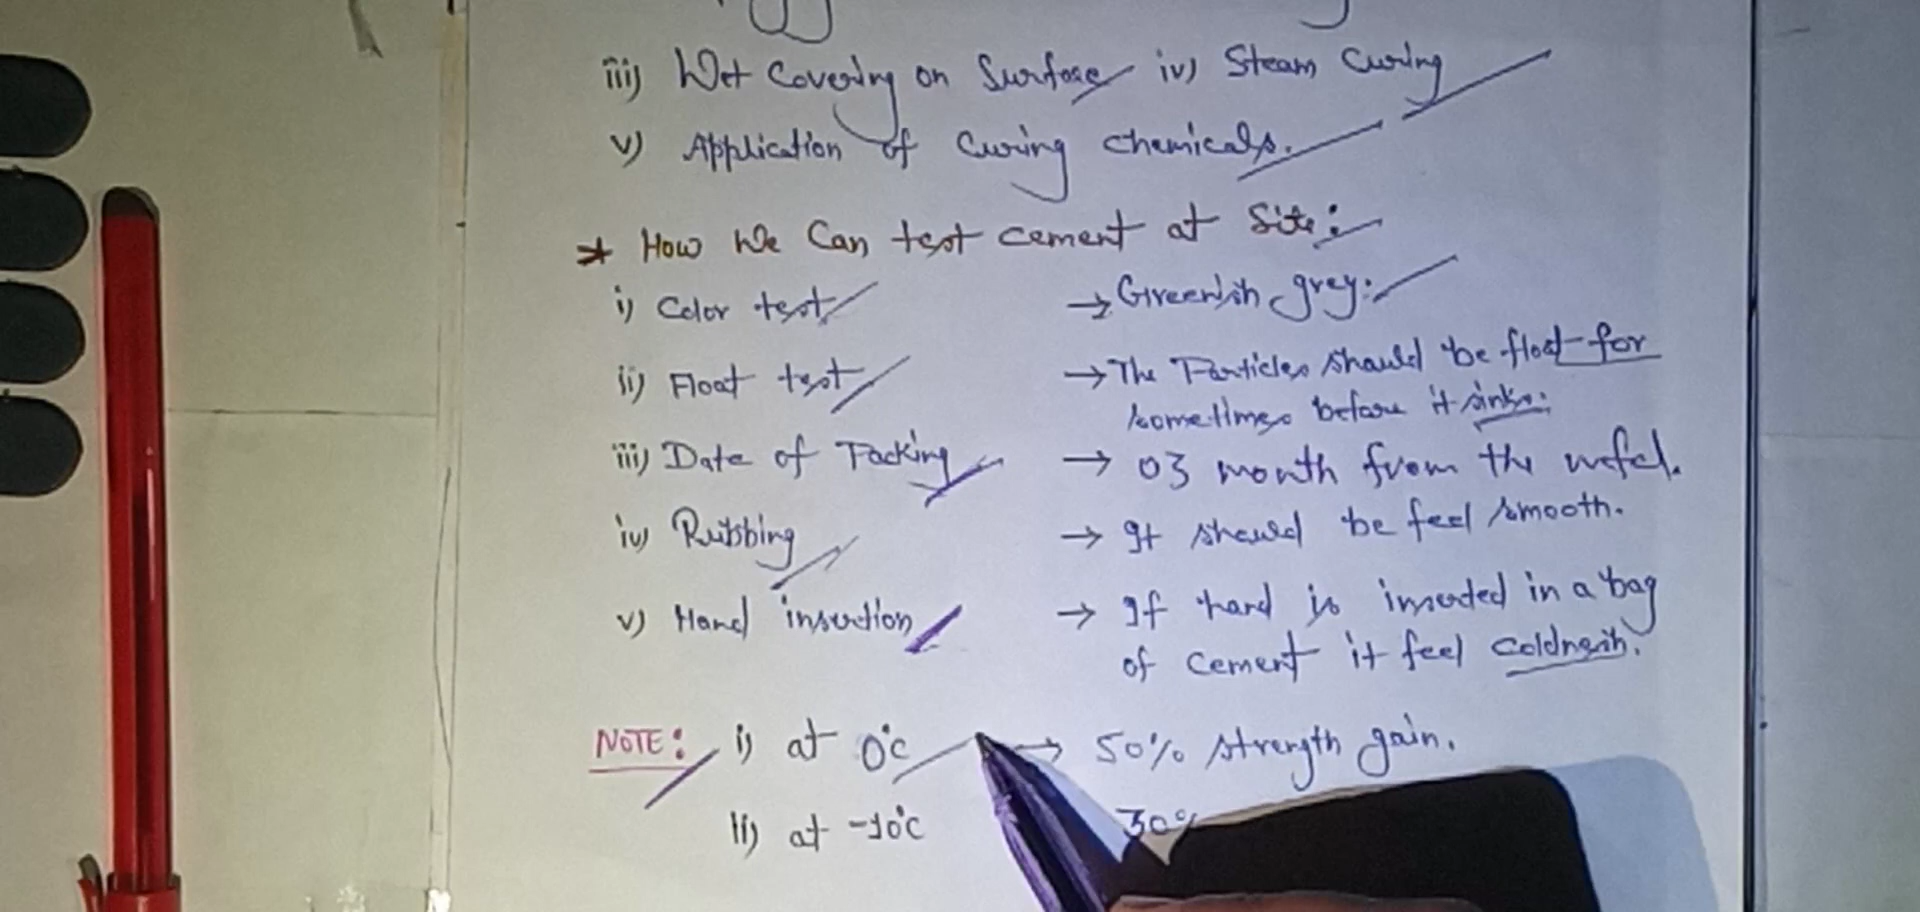 iii) Wet Covering on Surface iv) Steam Curing
v) Application of Curing Chemicals.
* How We Can test cement at Site:
i) Color test → Greenish grey.
ii) Float test → The Particles should be float for
sometimes before it sinks.
iii) Date of Packing → 03 month from the mfd.
iv) Rubbing → It should be feel smooth.
v) Hand insertion → If hand is inserted in a bag
of cement it feel
NOTE: i) at 0°c → 50% strength gain.
ii) at -10°c 30%